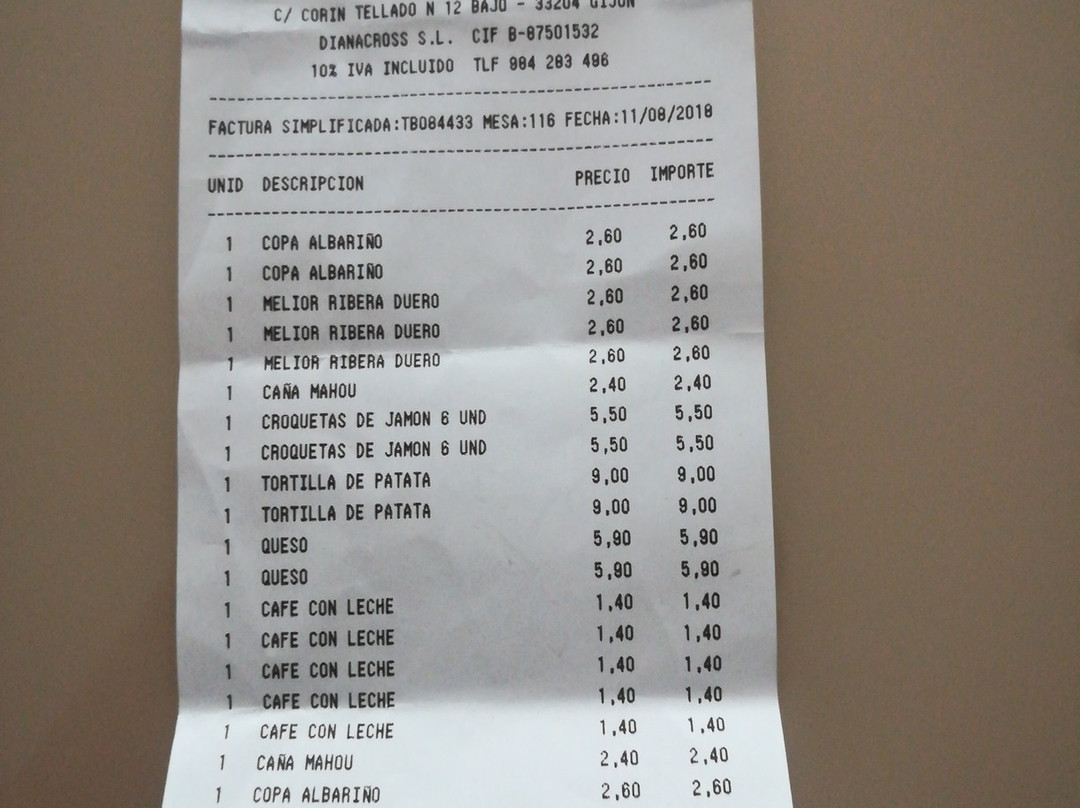 C/ CORIN TELLADO N 12 BAJO - 33204 GIJON
DIANACROSS S.L. CIF B-87501532
10% IVA INCLUIDO TLF 984 283 496
FACTURA SIMPLIFICADA:TB084433 MESA:116 FECHA:11/08/2018
UNID DESCRIPCION PRECIO IMPORTE
1 COPA ALBARIÑO 2,60 2,60
1 COPA ALBARIÑO 2,60 2,60
1 MELIOR RIBERA DUERO 2,60 2,60
1 MELIOR RIBERA DUERO 2,60 2,60
1 MELIOR RIBERA DUERO 2,60 2,60
1 CAÑA MAHOU 2,40 2,40
1 CROQUETAS DE JAMON 6 UND 5,50 5,50
1 CROQUETAS DE JAMON 6 UND 5,50 5,50
1 TORTILLA DE PATATA 9,00 9,00
1 TORTILLA DE PATATA 9,00 9,00
1 QUESO 5,90 5,90
1 QUESO 5,90 5,90
1 CAFE CON LECHE 1,40 1,40
1 CAFE CON LECHE 1,40 1,40
1 CAFE CON LECHE 1,40 1,40
1 CAFE CON LECHE 1,40 1,40
1 CAFE CON LECHE 1,40 1,40
1 CAÑA MAHOU 2,40 2,40
1 COPA ALBARIÑO 2,60 2,60